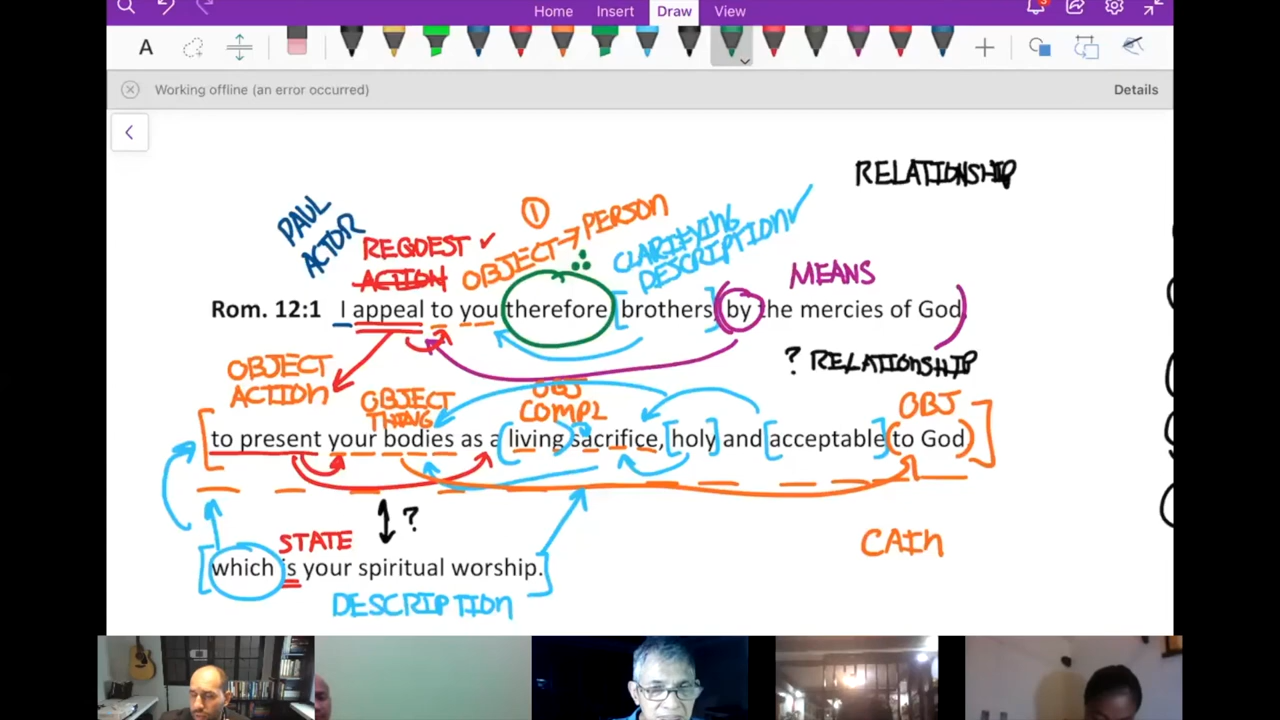 Home Insert Draw View
A
Working offline (an error occurred) Details
RELATIONSHIP
PAUL
ACTOR
REQUEST ✓
ACTION
① OBJECT → PERSON
CLARIFYING
DESCRIPTION
MEANS
Rom. 12:1 I appeal to you therefore brothers, by the mercies of God,
? RELATIONSHIP
OBJECT
ACTION
OBJECT
THING
OBJ
COMPL
OBJ
to present your bodies as a living sacrifice, holy and acceptable to God,
?
STATE
CAIN
which is your spiritual worship.
DESCRIPTION